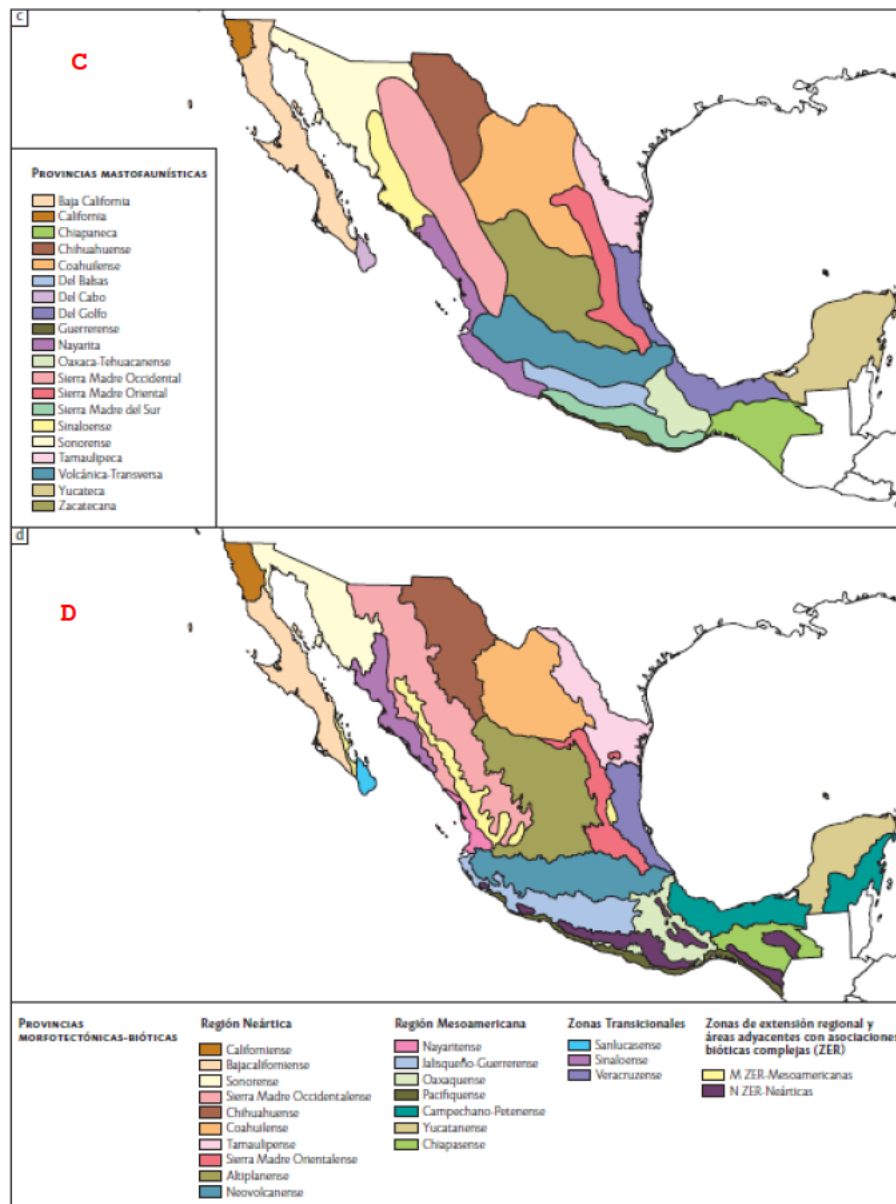 c
C
PROVINCIAS MASTOFAUNÍSTICAS
Baja California
California
Chiapaneca
Chihuahuense
Coahuilense
Del Balsas
Del Cabo
Del Golfo
Guerrerense
Nayarita
Oaxaca-Tehuacanense
Sierra Madre Occidental
Sierra Madre Oriental
Sierra Madre del Sur
Sinaloense
Sonorense
Tamaulipeca
Volcánica-Transversa
Yucateca
Zacatecana
d
D
PROVINCIAS
MORFOTECTÓNICAS-BIÓTICAS
Región Neártica
Californiense
Bajacaliforniense
Sonorense
Sierra Madre Occidentalense
Chihuahuense
Coahuilense
Tamaulipense
Sierra Madre Orientalense
Altiplanense
Neovolcanense
Región Mesoamericana
Nayaritense
Jalisqueño-Guerrerense
Oaxaquense
Pacifiquense
Campechano-Petenense
Yucatanense
Chiapasense
Zonas Transicionales
Sanlucasense
Sinaloense
Veracruzense
Zonas de extensión regional y
áreas adyacentes con asociaciones
bióticas complejas (ZER)
M ZER-Mesoamericanas
N ZER-Neárticas